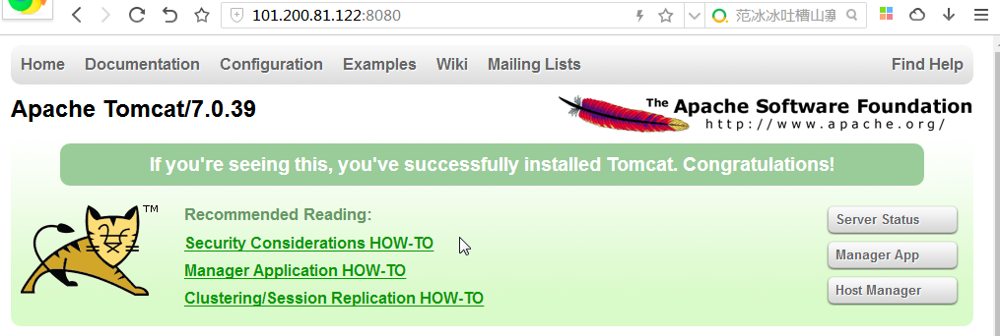 101.200.81.122:8080
范冰冰吐槽山寨
Home Documentation Configuration Examples Wiki Mailing Lists Find Help
Apache Tomcat/7.0.39
The Apache Software Foundation
http://www.apache.org/
If you're seeing this, you've successfully installed Tomcat. Congratulations!
TM
Recommended Reading:
Security Considerations HOW-TO
Manager Application HOW-TO
Clustering/Session Replication HOW-TO
Server Status
Manager App
Host Manager